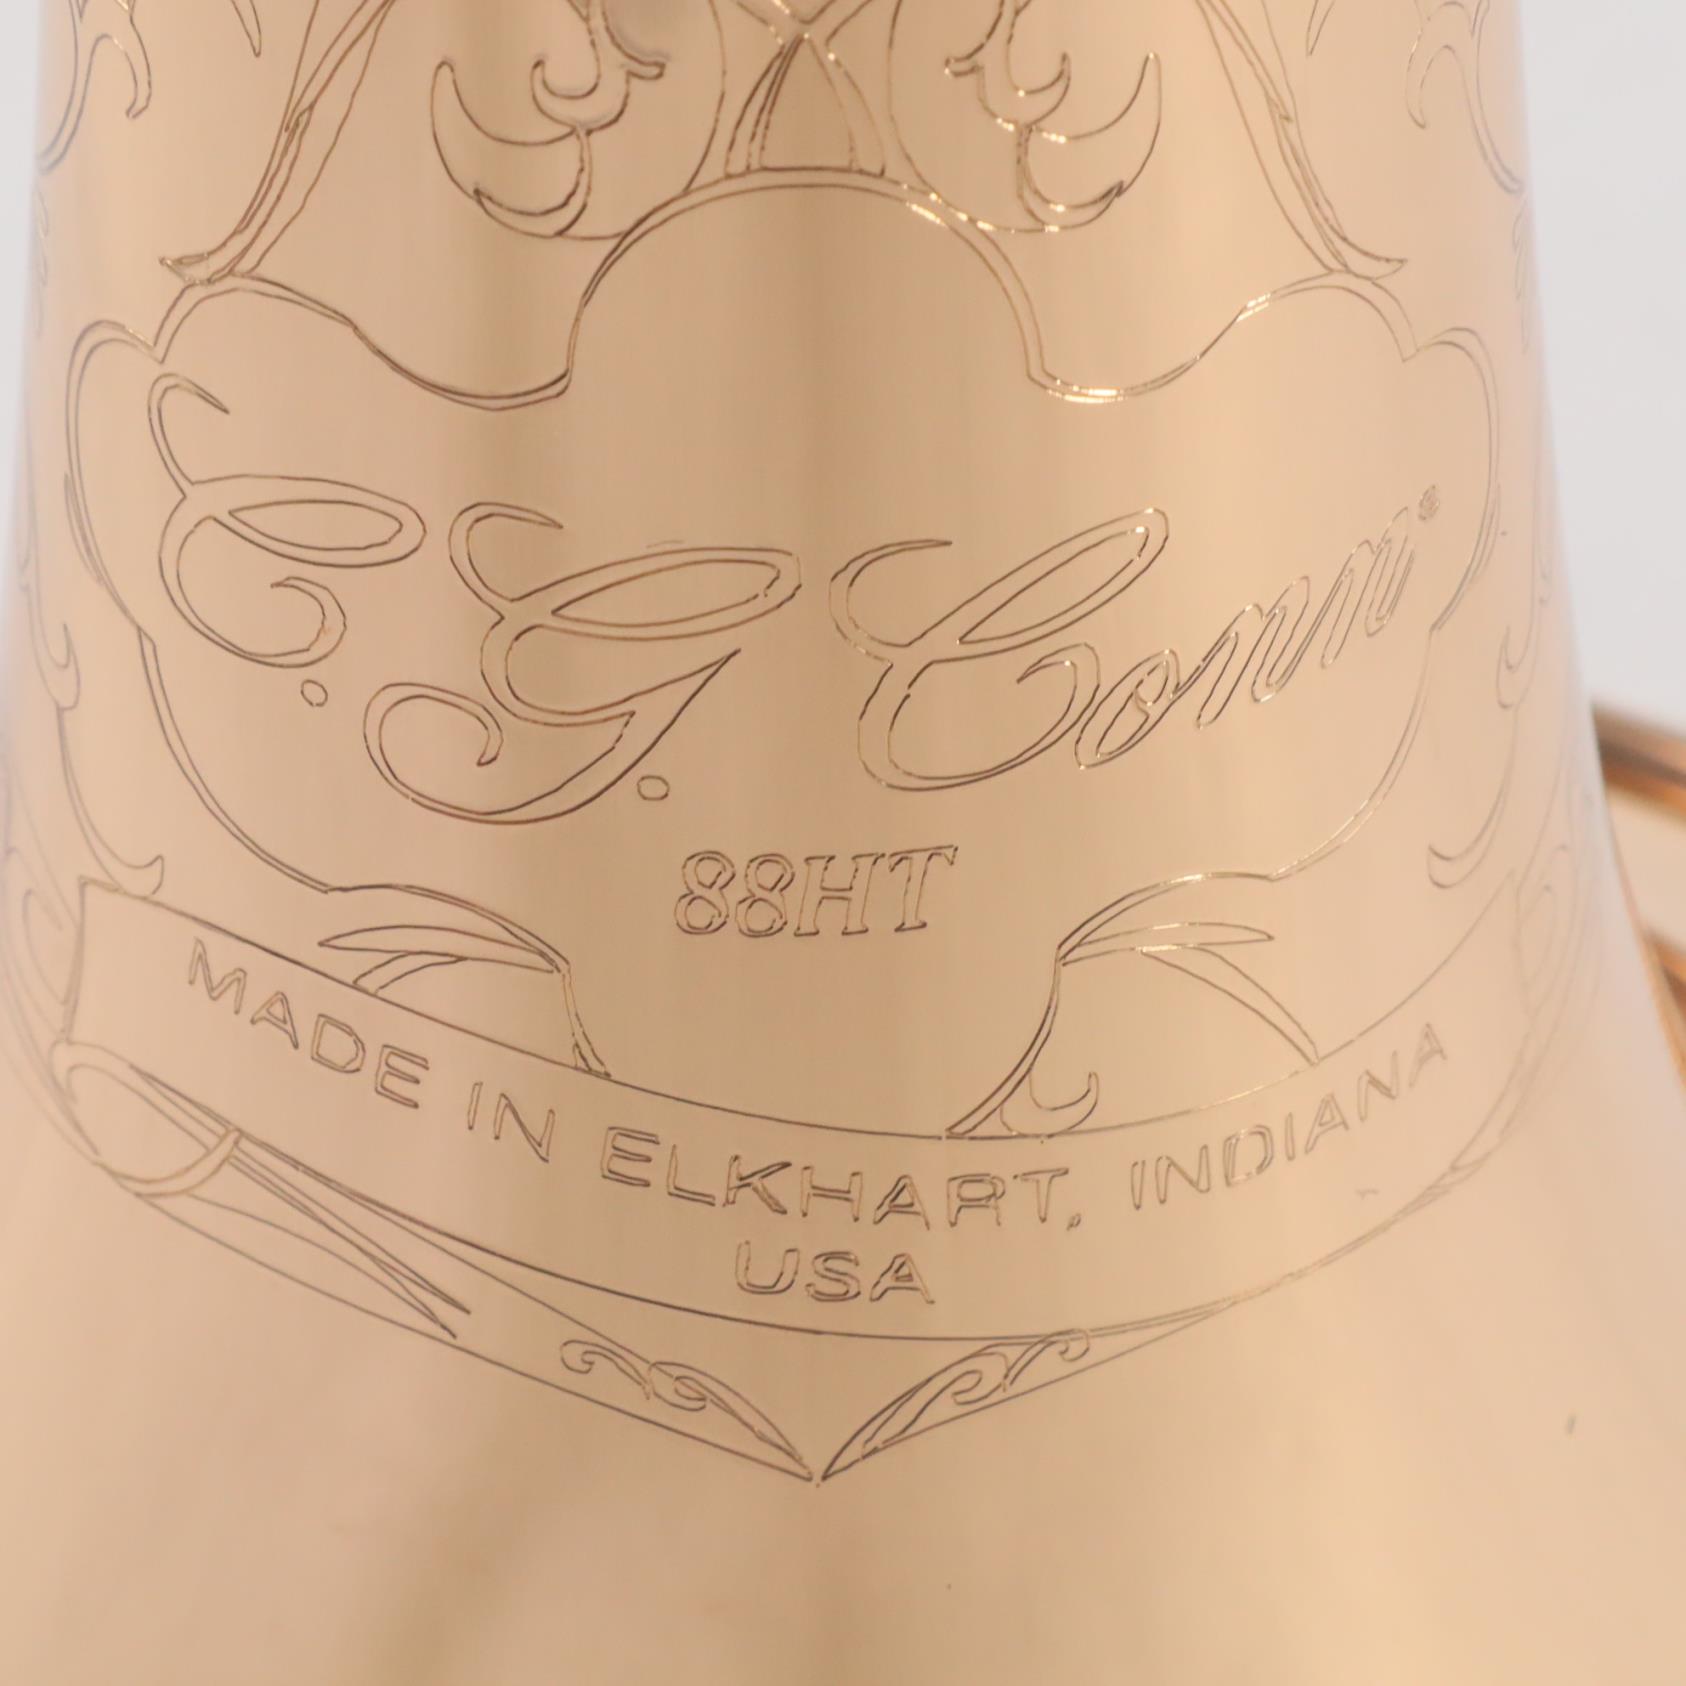 C. G. Conn®
88HT
MADE IN ELKHART, INDIANA
USA